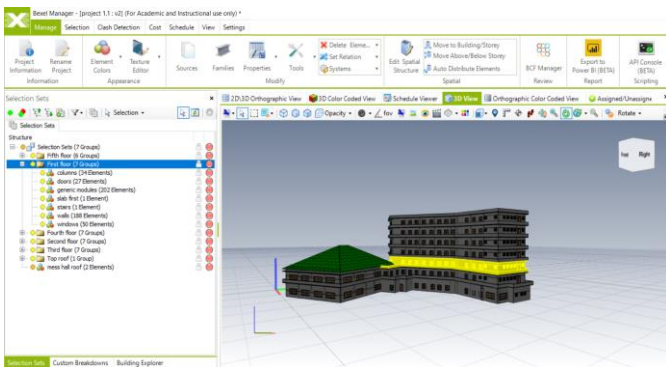 Bexel Manager - [project 1.1 : v2] (For Academic and Instructional use only) *
Manage Selection Clash Detection Cost Schedule View Settings
Project Information
Rename Project
Element Colors
Texture Editor
Sources
Families
Properties
Tools
Delete Eleme...
Set Relation
Systems
Edit Spatial Structure
Move to Building/Storey
Move Above/Below Storey
Auto Distribute Elements
BCF Manager
Export to Power BI (BETA)
API Console (BETA)
Information Appearance Modify Spatial Review Report Scripting
Selection Sets
2D\3D Orthographic View 3D Color Coded View Schedule Viewer 3D View Orthographic Color Coded View Assigned/Unassigne
Selection
Opacity fov Rotate
Selection Sets
Structure
Selection Sets (7 Groups)
Fifth floor (6 Groups)
First floor (7 Groups)
columns (34 Elements)
doors (27 Elements)
generic modules (202 Elements)
slab first (1 Element)
stairs (1 Element)
walls (188 Elements)
windows (50 Elements)
Fourth floor (7 Groups)
Second floor (7 Groups)
Third floor (7 Groups)
Top roof (1 Group)
mess hall roof (2 Elements)
Right
Selection Sets Custom Breakdowns Building Explorer